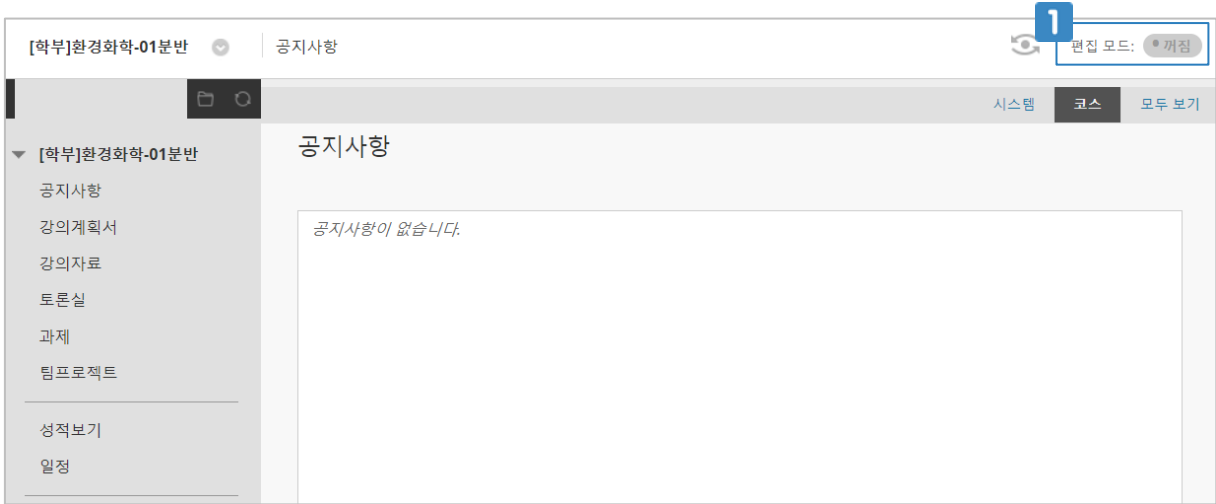 1
[학부]환경화학-01분반
공지사항
편집 모드: 꺼짐
시스템
코스
모두 보기
[학부]환경화학-01분반
공지사항
강의계획서
강의자료
토론실
과제
팀프로젝트
성적보기
일정
공지사항
공지사항이 없습니다.